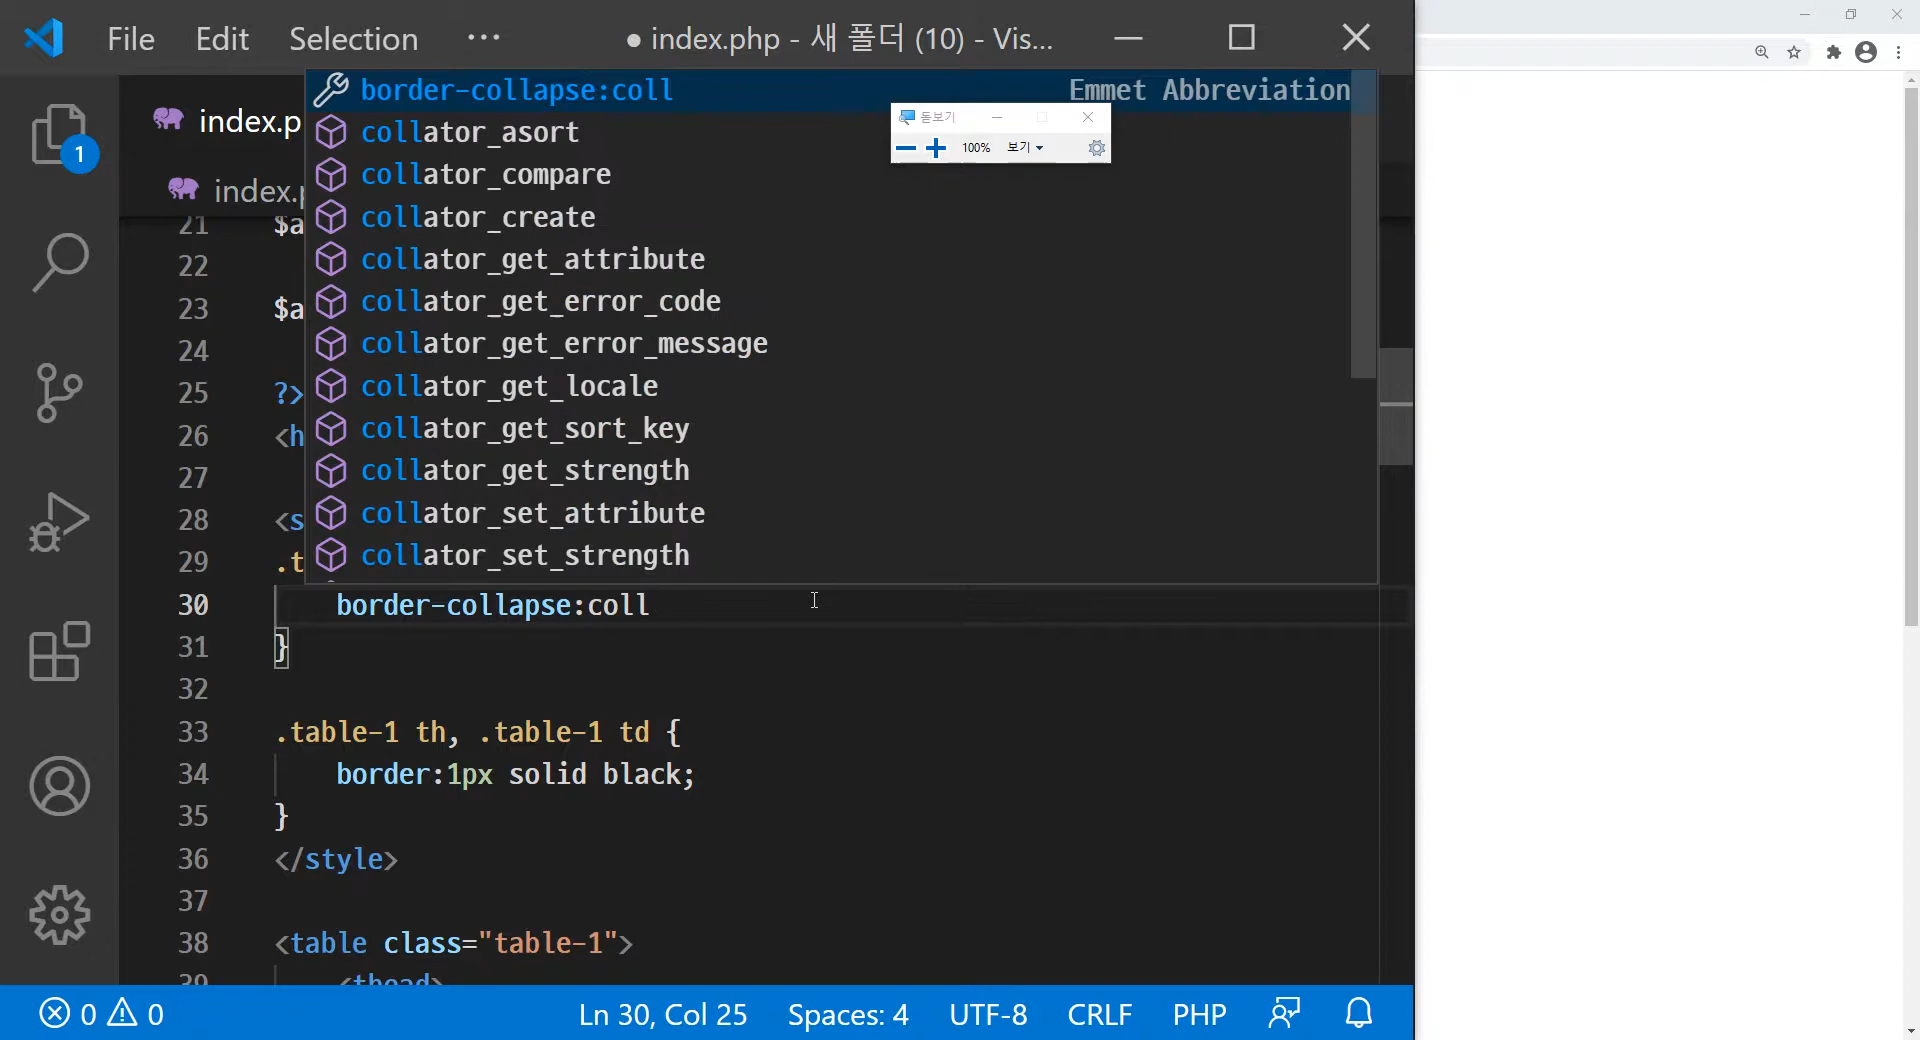 File Edit Selection ··· ● index.php - 새 폴더 (10) - Vis...
border-collapse:coll Emmet Abbreviation
돋보기
100% 보기
collator_asort
collator_compare
collator_create
collator_get_attribute
collator_get_error_code
collator_get_error_message
collator_get_locale
collator_get_sort_key
collator_get_strength
collator_set_attribute
collator_set_strength
1
index.p
index.p
21 $a
22
23 $a
24
25 ?>
26 <h
27
28 <s
29 .t
30 border-collapse:coll
31 }
32
33 .table-1 th, .table-1 td {
34 border:1px solid black;
35 }
36 </style>
37
38 <table class="table-1">
39 <thead>
0 0 Ln 30, Col 25 Spaces: 4 UTF-8 CRLF PHP